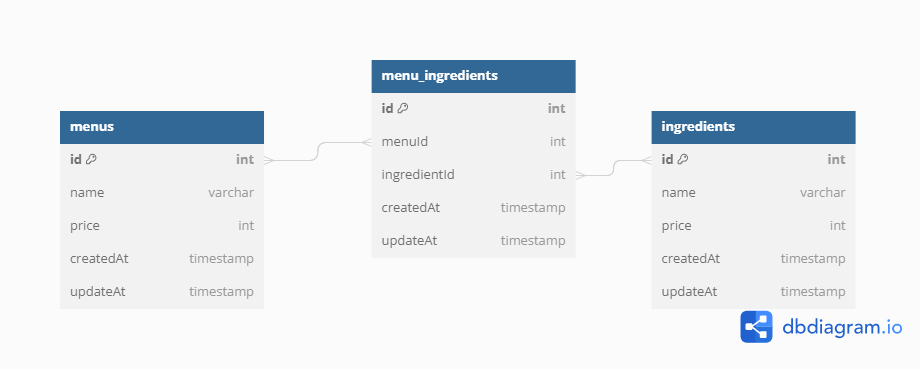 menus
id int
name varchar
price int
createdAt timestamp
updateAt timestamp
menu_ingredients
id int
menuId int
ingredientId int
createdAt timestamp
updateAt timestamp
ingredients
id int
name varchar
price int
createdAt timestamp
updateAt timestamp
dbdiagram.io